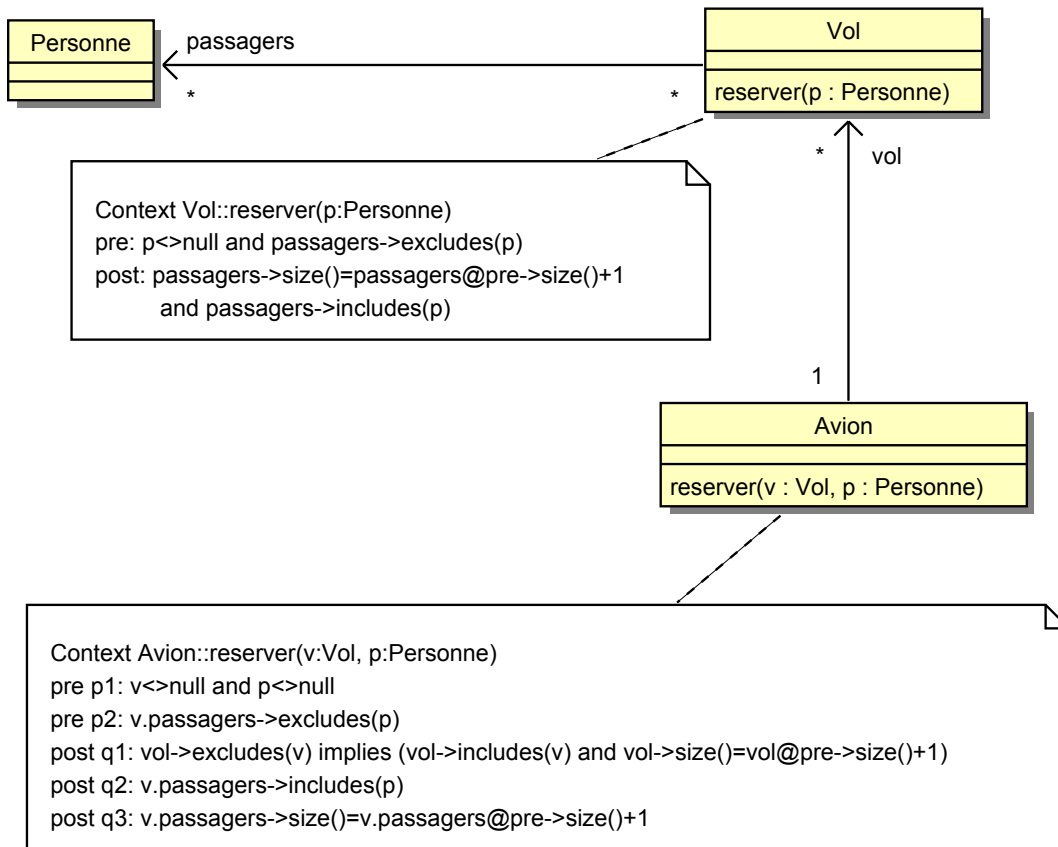 Personne
passagers
*
*
Vol
reserver(p : Personne)
*
vol
Context Vol::reserver(p:Personne)
pre: p<>null and passagers->excludes(p)
post: passagers->size()=passagers@pre->size()+1
and passagers->includes(p)
1
Avion
reserver(v : Vol, p : Personne)
Context Avion::reserver(v:Vol, p:Personne)
pre p1: v<>null and p<>null
pre p2: v.passagers->excludes(p)
post q1: vol->excludes(v) implies (vol->includes(v) and vol->size()=vol@pre->size()+1)
post q2: v.passagers->includes(p)
post q3: v.passagers->size()=v.passagers@pre->size()+1